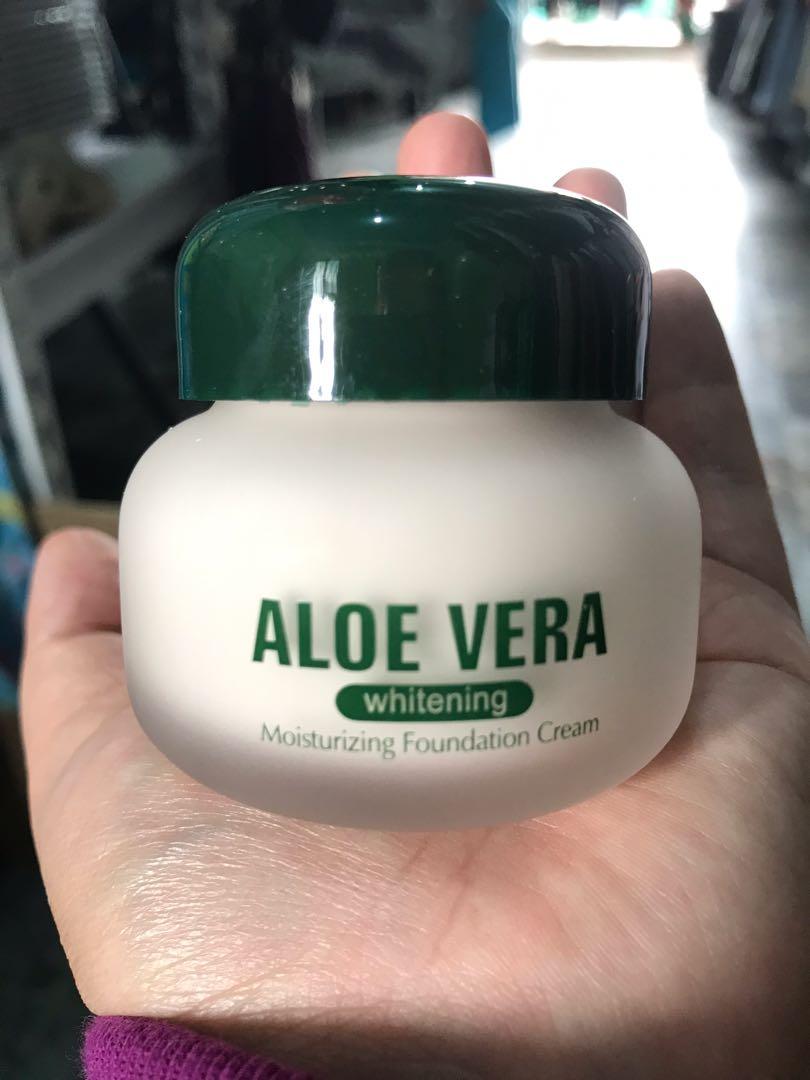 ALOE VERA
whitening
Moisturizing Foundation Cream